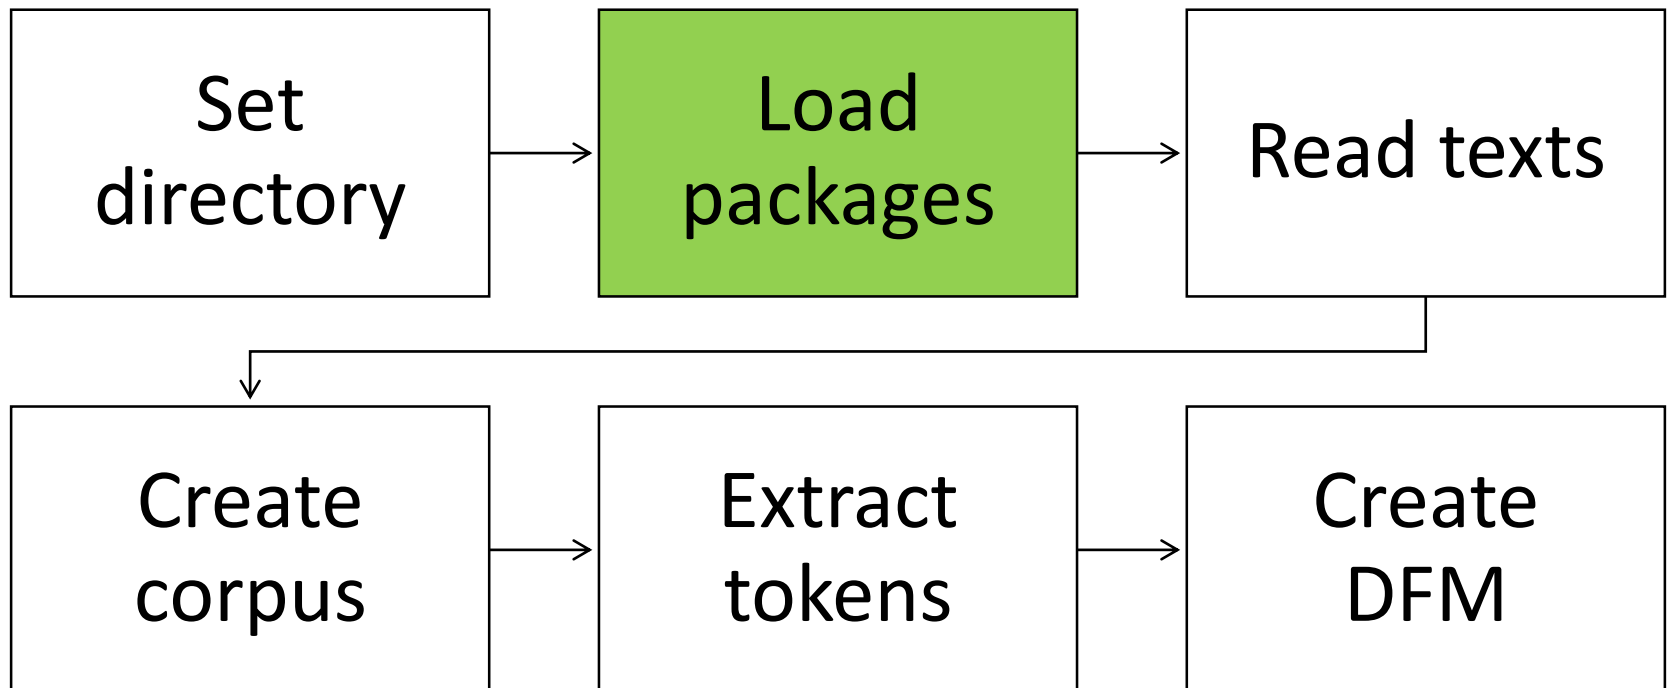 Set
directory
Load
packages
Read texts
Create
corpus
Extract
tokens
Create
DFM